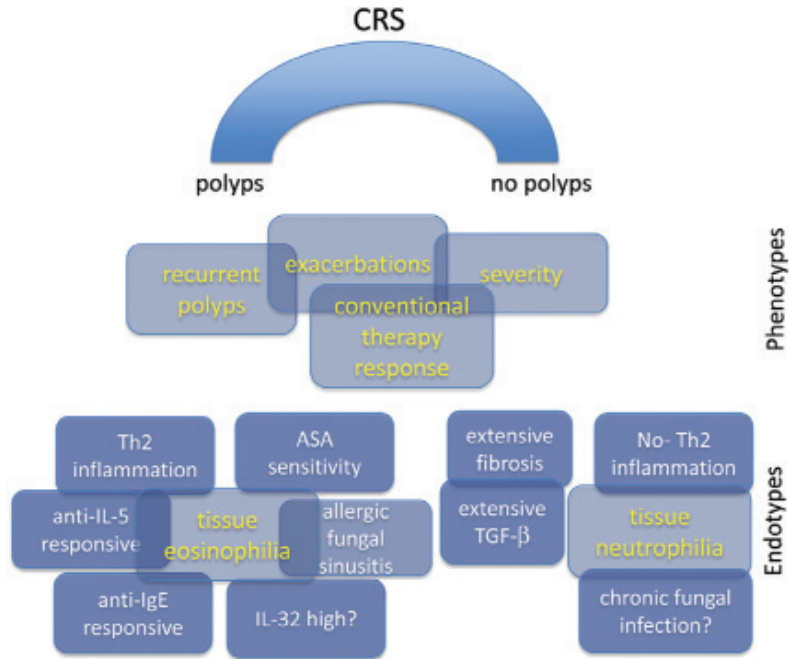 CRS
polyps
no polyps
recurrent
polyps
exacerbations
severity
conventional
therapy
response
Phenotypes
Th2
inflammation
ASA
sensitivity
extensive
fibrosis
No- Th2
inflammation
anti-IL-5
responsive
tissue
eosinophilia
allergic
fungal
sinusitis
extensive
TGF-β
tissue
neutrophilia
anti-IgE
responsive
IL-32 high?
chronic fungal
infection?
Endotypes